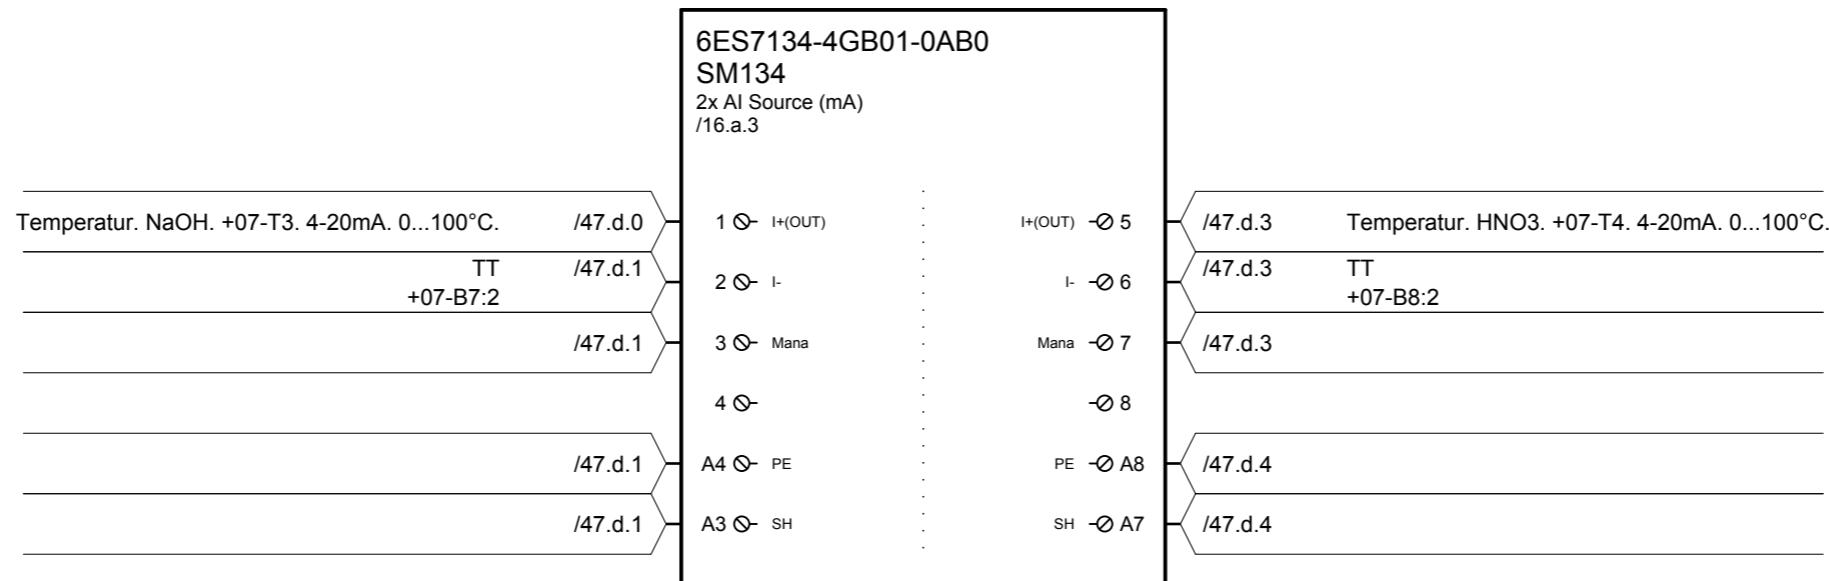 6ES7134-4GB01-0AB0
SM134
2x AI Source (mA)
/16.a.3
Temperatur. NaOH. +07-T3. 4-20mA. 0...100°C. /47.d.0 1 I+(OUT) I+(OUT) 5 /47.d.3 Temperatur. HNO3. +07-T4. 4-20mA. 0...100°C.
TT /47.d.1 2 I- I- 6 /47.d.3 TT
+07-B7:2 +07-B8:2
/47.d.1 3 Mana Mana 7 /47.d.3
4 8
/47.d.1 A4 PE PE A8 /47.d.4
/47.d.1 A3 SH SH A7 /47.d.4